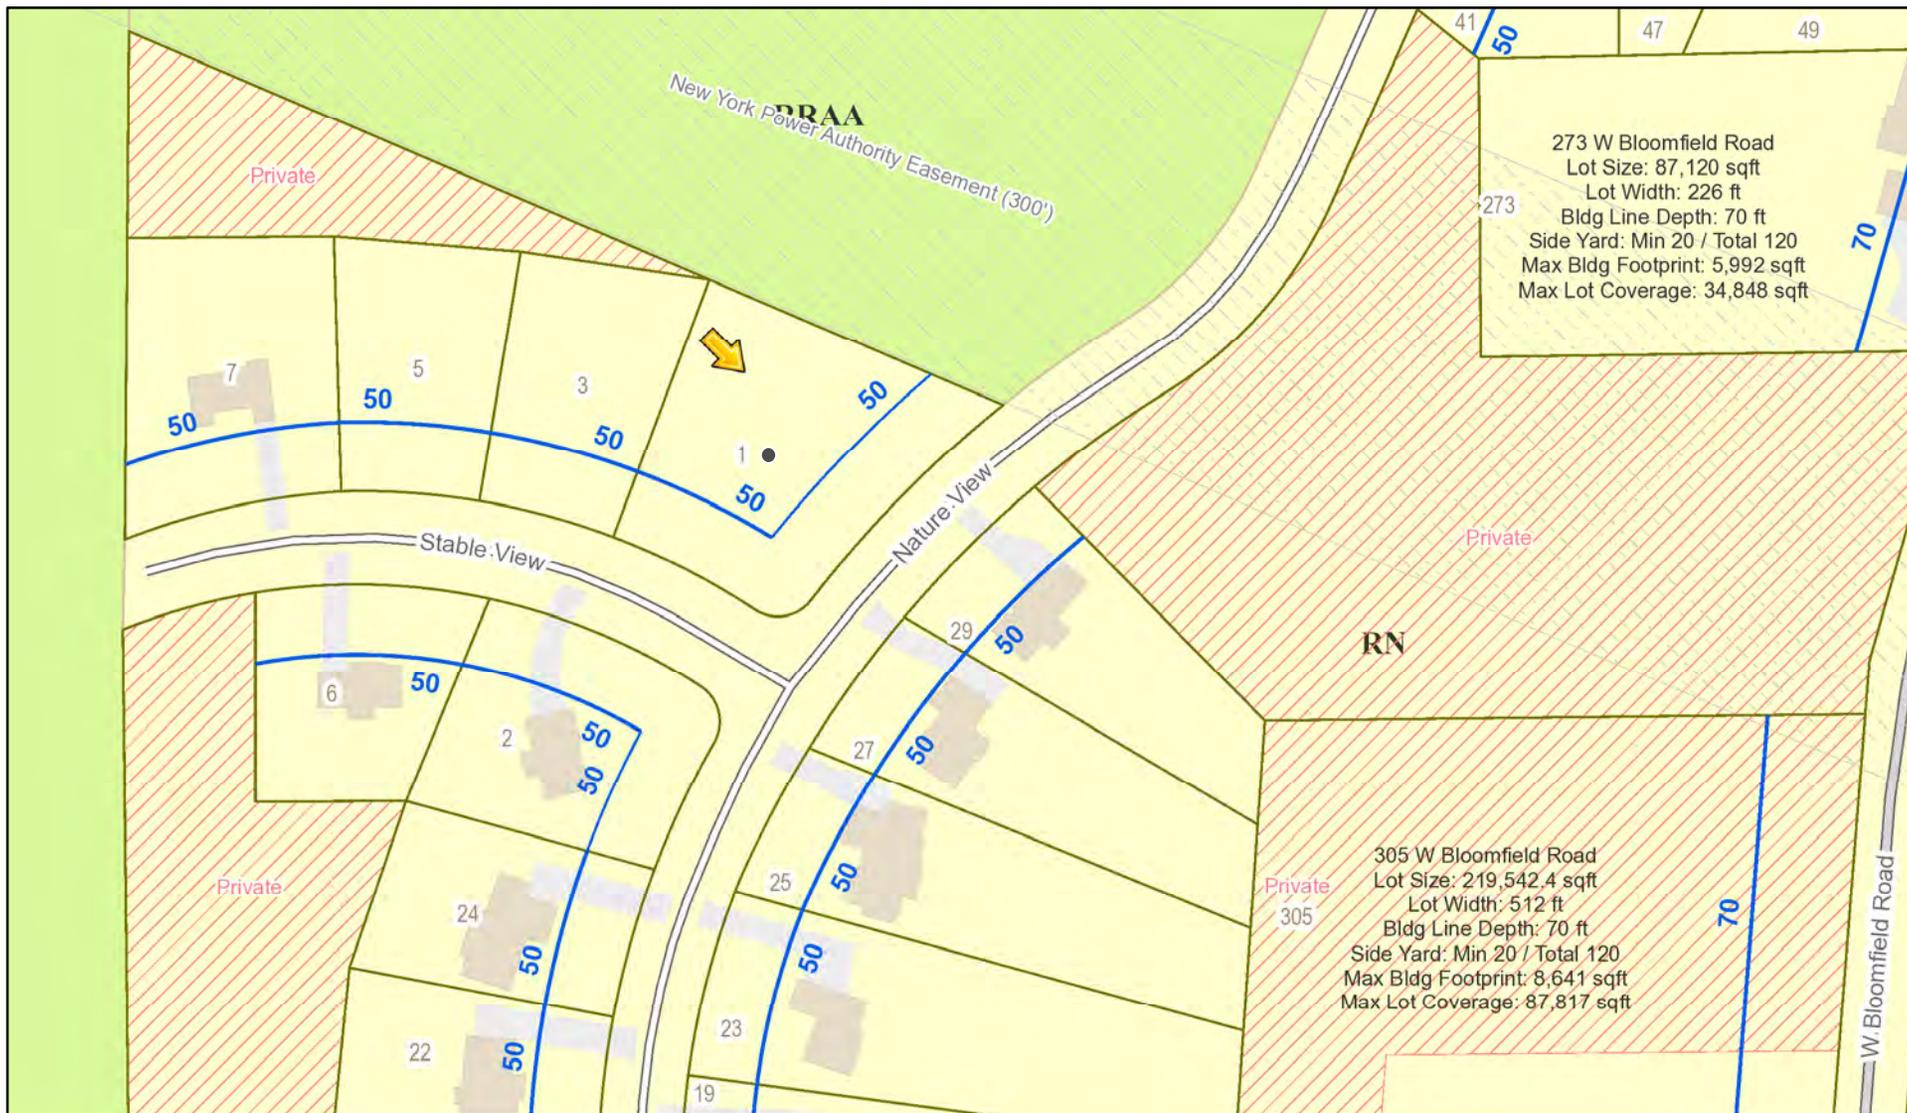 41
50
47
49
New York Power Authority Easement (300')
RRAA
Private
273 W Bloomfield Road
Lot Size: 87,120 sqft
Lot Width: 226 ft
Bldg Line Depth: 70 ft
Side Yard: Min 20 / Total 120
Max Bldg Footprint: 5,992 sqft
Max Lot Coverage: 34,848 sqft
273
70
7
5
3
1
50
50
50
50
50
Stable View
Nature View
Private
RN
29
50
27
50
25
50
23
50
19
6
50
2
50
50
24
50
22
50
Private
305 W Bloomfield Road
Lot Size: 219,542.4 sqft
Lot Width: 512 ft
Bldg Line Depth: 70 ft
Side Yard: Min 20 / Total 120
Max Bldg Footprint: 8,641 sqft
Max Lot Coverage: 87,817 sqft
Private
305
70
W Bloomfield Road